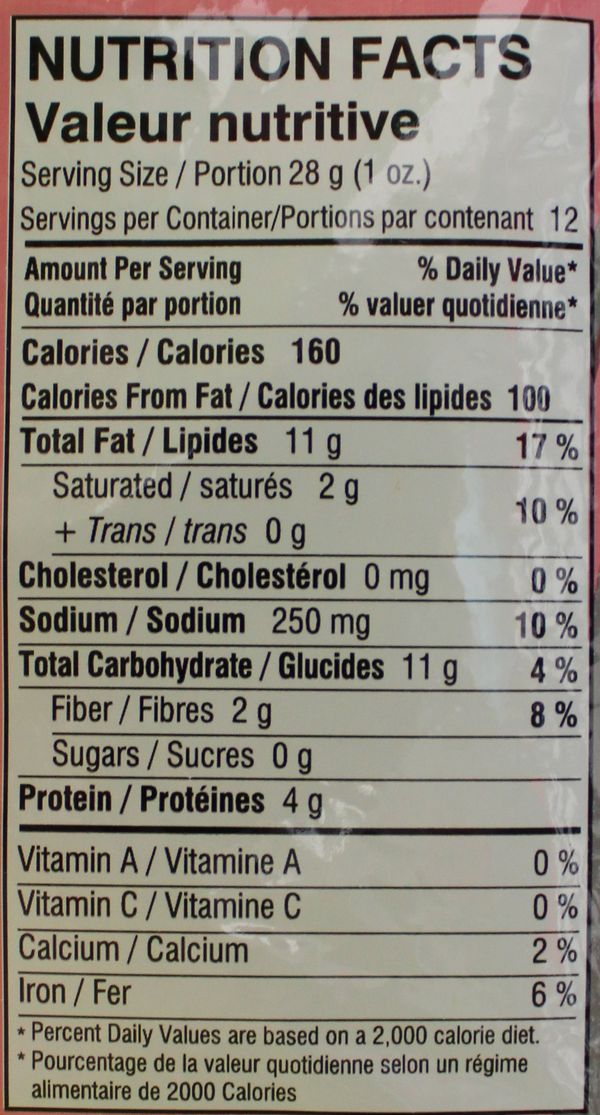 NUTRITION FACTS
Valeur nutritive
Serving Size / Portion 28 g (1 oz.)
Servings per Container/Portions par contenant 12
Amount Per Serving % Daily Value*
Quantité par portion % valuer quotidienne*
Calories / Calories 160
Calories From Fat / Calories des lipides 100
Total Fat / Lipides 11 g 17 %
Saturated / saturés 2 g
10 %
+ Trans / trans 0 g
Cholesterol / Cholestérol 0 mg 0 %
Sodium / Sodium 250 mg 10 %
Total Carbohydrate / Glucides 11 g 4 %
Fiber / Fibres 2 g 8 %
Sugars / Sucres 0 g
Protein / Protéines 4 g
Vitamin A / Vitamine A 0 %
Vitamin C / Vitamine C 0 %
Calcium / Calcium 2 %
Iron / Fer 6 %
* Percent Daily Values are based on a 2,000 calorie diet.
* Pourcentage de la valeur quotidienne selon un régime
alimentaire de 2000 Calories